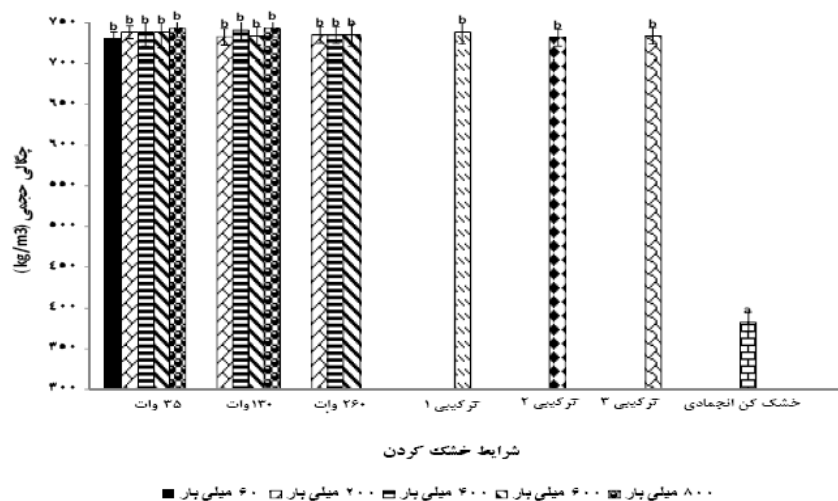 b b b b b b b b b b b b b b b
a
۷۵۰
۷۰۰
۶۵۰
۶۰۰
۵۵۰
۵۰۰
۴۵۰
۴۰۰
۳۵۰
۳۰۰
چگالی حجمی (kg/m3)
۳۵ وات
۱۳۰وات
۲۶۰ وات
ترکیبی ۱
ترکیبی ۲
ترکیبی ۳
خشک کن انجمادی
شرایط خشک کردن
۶۰ میلی بار
۲۰۰ میلی بار
۴۰۰ میلی بار
۶۰۰ میلی بار
۸۰۰ میلی بار